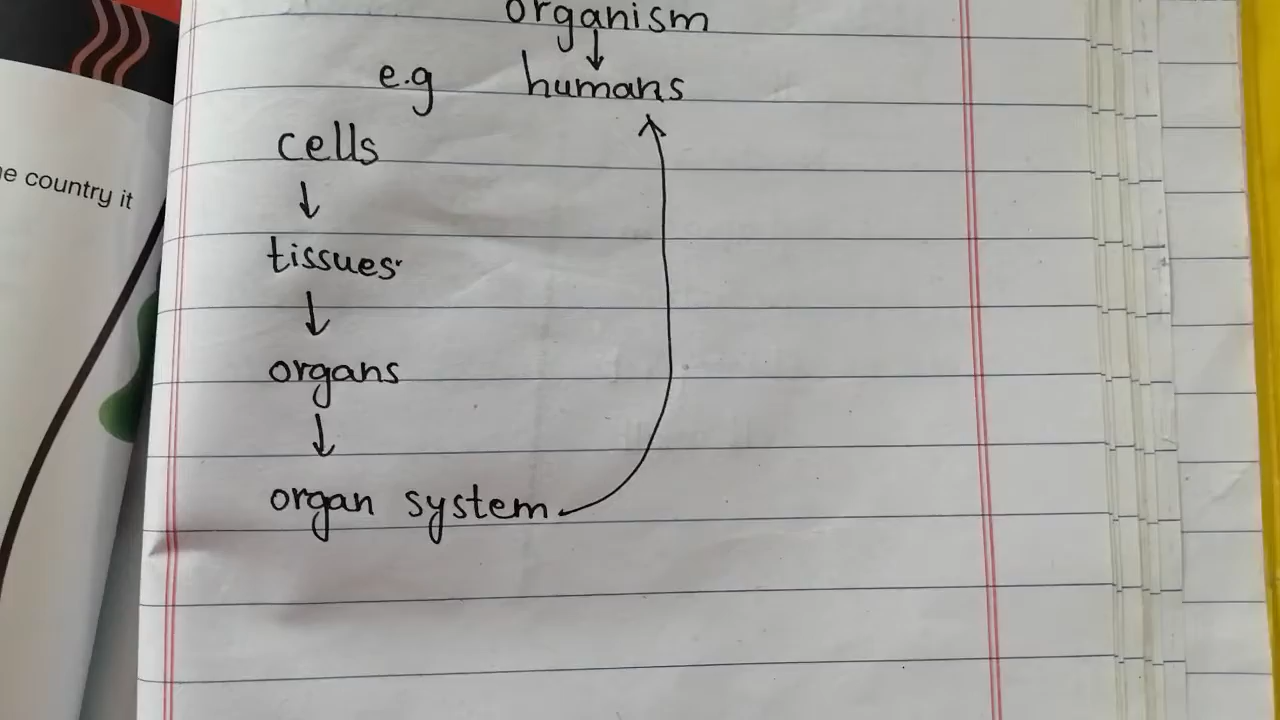 organism
↓
e.g humans
cells
↓
tissues
↓
organs
↓
organ system
e country it